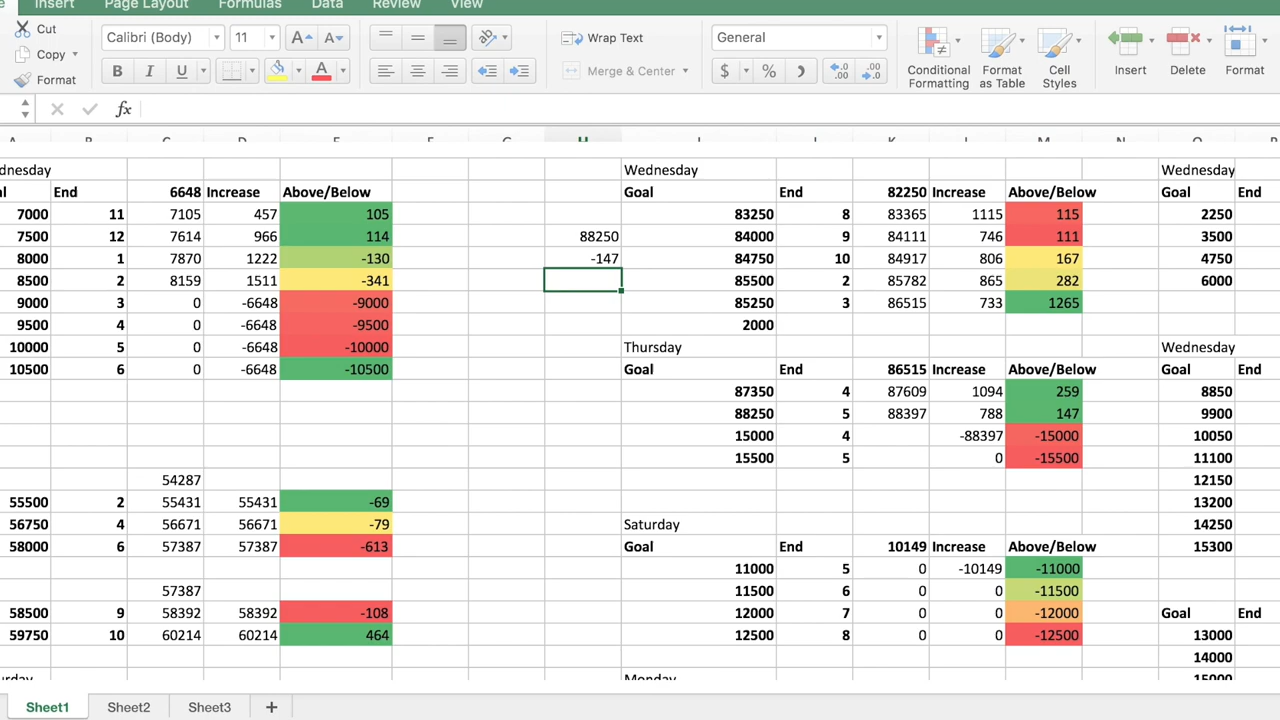 Insert Page Layout Formulas Data Review View
Cut Calibri (Body) 11 A A Wrap Text General
Copy
Format B I U A Merge & Center $ % Conditional Formatting Format as Table Cell Styles Insert Delete Format
fx
A B C D E F G H I J K L M N O
dnesday Wednesday Wednesday
End 6648 Increase Above/Below Goal End 82250 Increase Above/Below Goal End
7000 11 7105 457 105 83250 8 83365 1115 115 2250
7500 12 7614 966 114 88250 84000 9 84111 746 111 3500
8000 1 7870 1222 -130 -147 84750 10 84917 806 167 4750
8500 2 8159 1511 -341 85500 2 85782 865 282 6000
9000 3 0 -6648 -9000 85250 3 86515 733 1265
9500 4 0 -6648 -9500 2000
10000 5 0 -6648 -10000 Thursday Wednesday
10500 6 0 -6648 -10500 Goal End 86515 Increase Above/Below Goal End
87350 4 87609 1094 259 8850
88250 5 88397 788 147 9900
15000 4 -88397 -15000 10050
15500 5 0 -15500 11100
54287 12150
55500 2 55431 55431 -69 13200
56750 4 56671 56671 -79 Saturday 14250
58000 6 57387 57387 -613 Goal End 10149 Increase Above/Below 15300
11000 5 0 -10149 -11000
57387 11500 6 0 0 -11500
58500 9 58392 58392 -108 12000 7 0 0 -12000 Goal End
59750 10 60214 60214 464 12500 8 0 0 -12500 13000
14000
Monday 15000
Sheet1 Sheet2 Sheet3 +